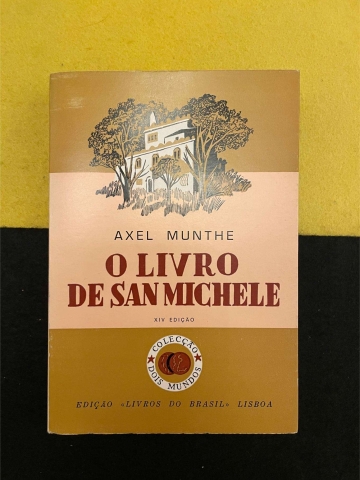 AXEL MUNTHE
O LIVRO
DE SAN MICHELE
XIV EDIÇÃO
COLECÇÃO
DOIS MUNDOS
EDIÇÃO «LIVROS DO BRASIL» LISBOA